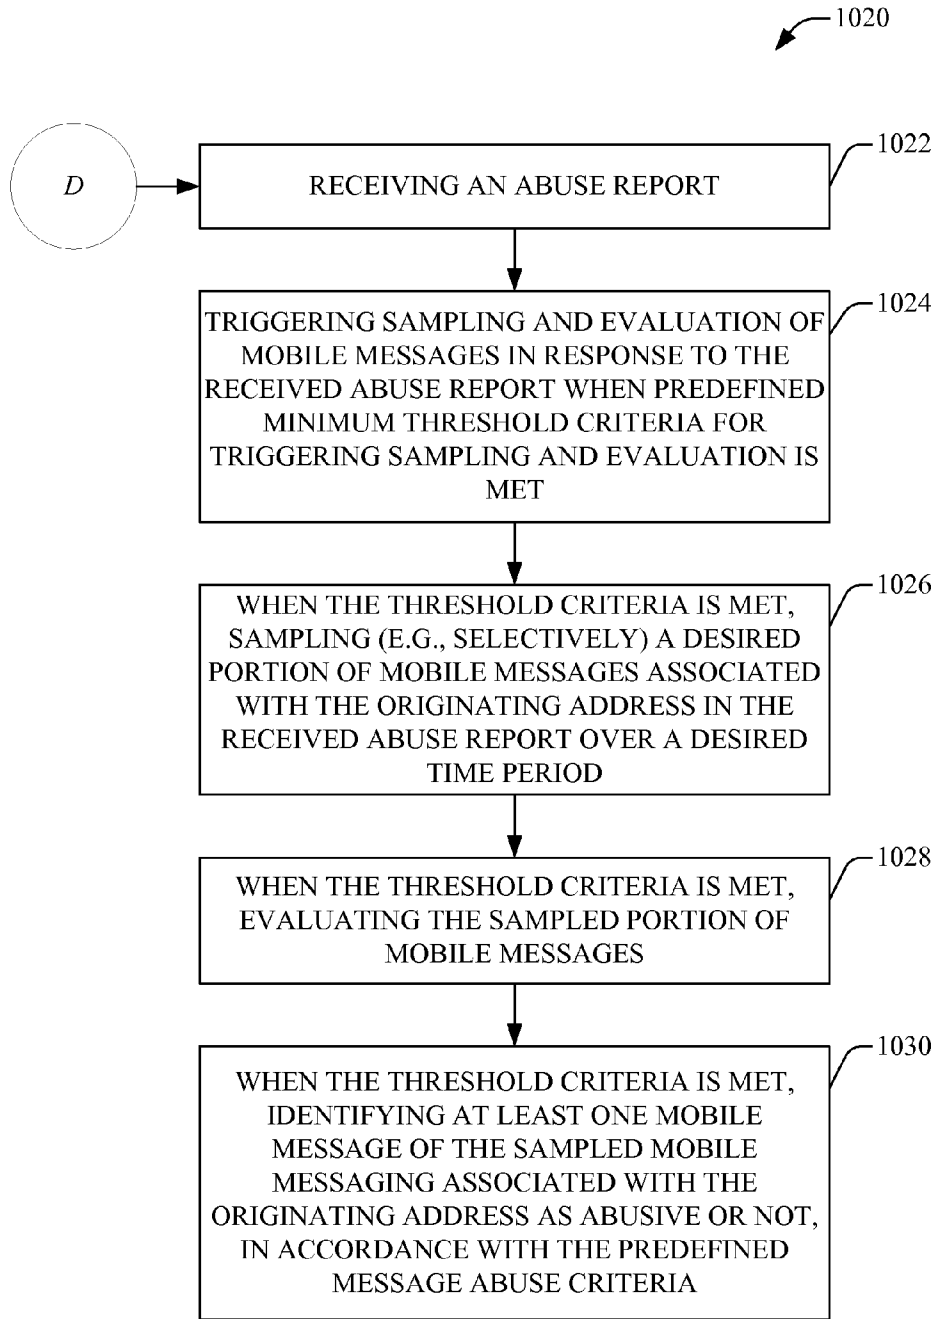 1020
1022
D
RECEIVING AN ABUSE REPORT
1024
TRIGGERING SAMPLING AND EVALUATION OF
MOBILE MESSAGES IN RESPONSE TO THE
RECEIVED ABUSE REPORT WHEN PREDEFINED
MINIMUM THRESHOLD CRITERIA FOR
TRIGGERING SAMPLING AND EVALUATION IS
MET
1026
WHEN THE THRESHOLD CRITERIA IS MET,
SAMPLING (E.G., SELECTIVELY) A DESIRED
PORTION OF MOBILE MESSAGES ASSOCIATED
WITH THE ORIGINATING ADDRESS IN THE
RECEIVED ABUSE REPORT OVER A DESIRED
TIME PERIOD
1028
WHEN THE THRESHOLD CRITERIA IS MET,
EVALUATING THE SAMPLED PORTION OF
MOBILE MESSAGES
1030
WHEN THE THRESHOLD CRITERIA IS MET,
IDENTIFYING AT LEAST ONE MOBILE
MESSAGE OF THE SAMPLED MOBILE
MESSAGING ASSOCIATED WITH THE
ORIGINATING ADDRESS AS ABUSIVE OR NOT,
IN ACCORDANCE WITH THE PREDEFINED
MESSAGE ABUSE CRITERIA